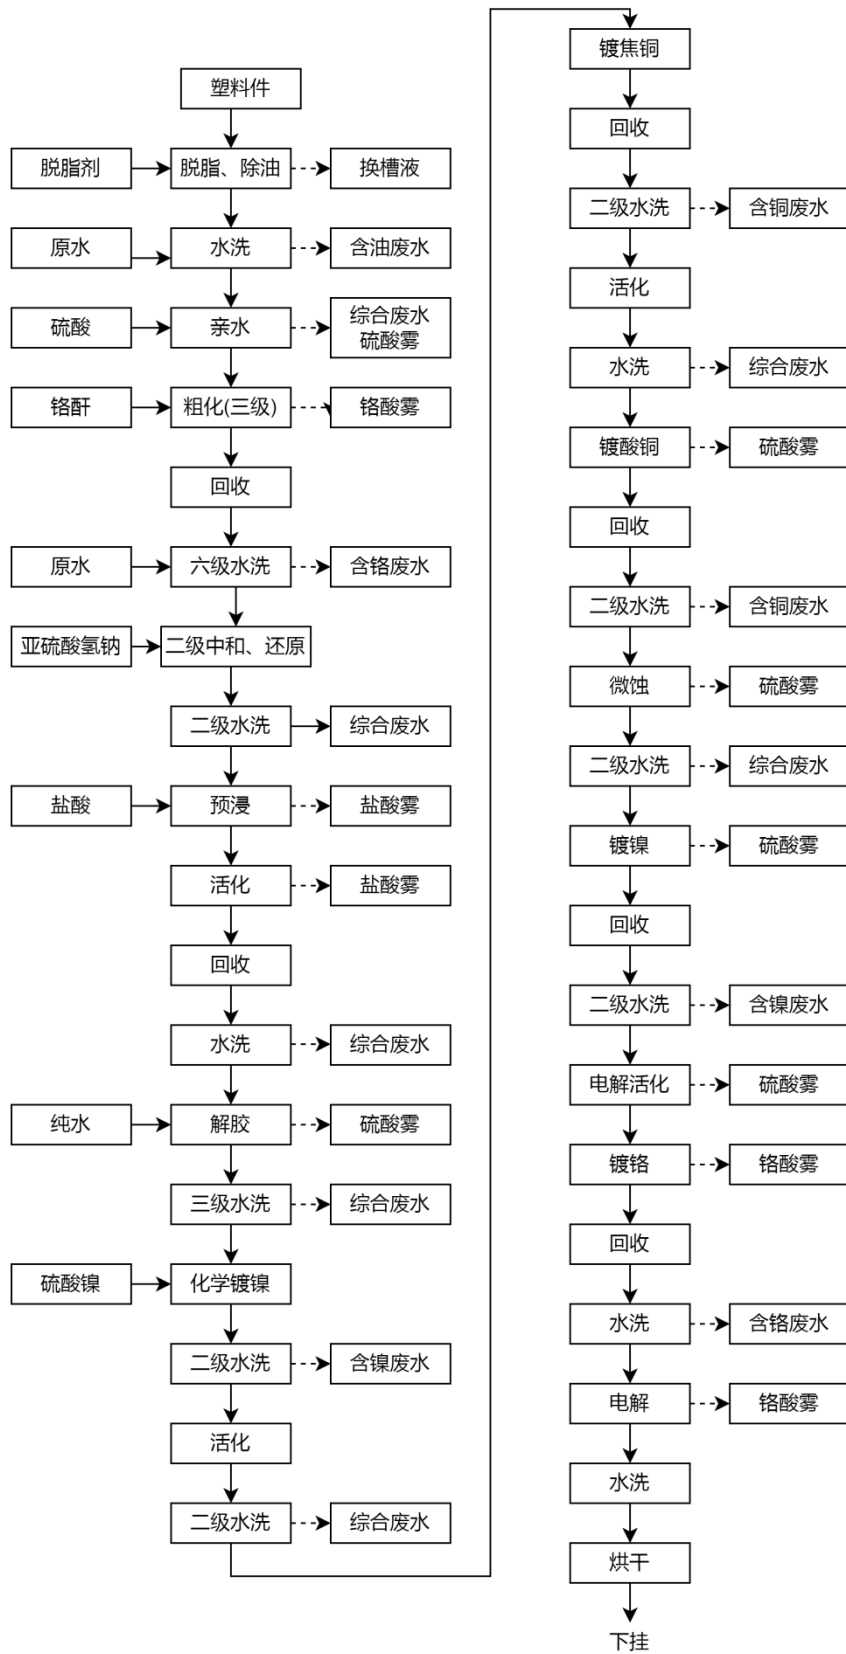 塑料件
脱脂剂
脱脂、除油
换槽液
原水
水洗
含油废水
硫酸
亲水
综合废水
硫酸雾
铬酐
粗化(三级)
铬酸雾
回收
原水
六级水洗
含铬废水
亚硫酸氢钠
二级中和、还原
二级水洗
综合废水
盐酸
预浸
盐酸雾
活化
盐酸雾
回收
水洗
综合废水
纯水
解胶
硫酸雾
三级水洗
综合废水
硫酸镍
化学镀镍
二级水洗
含镍废水
活化
二级水洗
综合废水
镀焦铜
回收
二级水洗
含铜废水
活化
水洗
综合废水
镀酸铜
硫酸雾
回收
二级水洗
含铜废水
微蚀
硫酸雾
二级水洗
综合废水
镀镍
硫酸雾
回收
二级水洗
含镍废水
电解活化
硫酸雾
镀铬
铬酸雾
回收
水洗
含铬废水
电解
铬酸雾
水洗
烘干
下挂